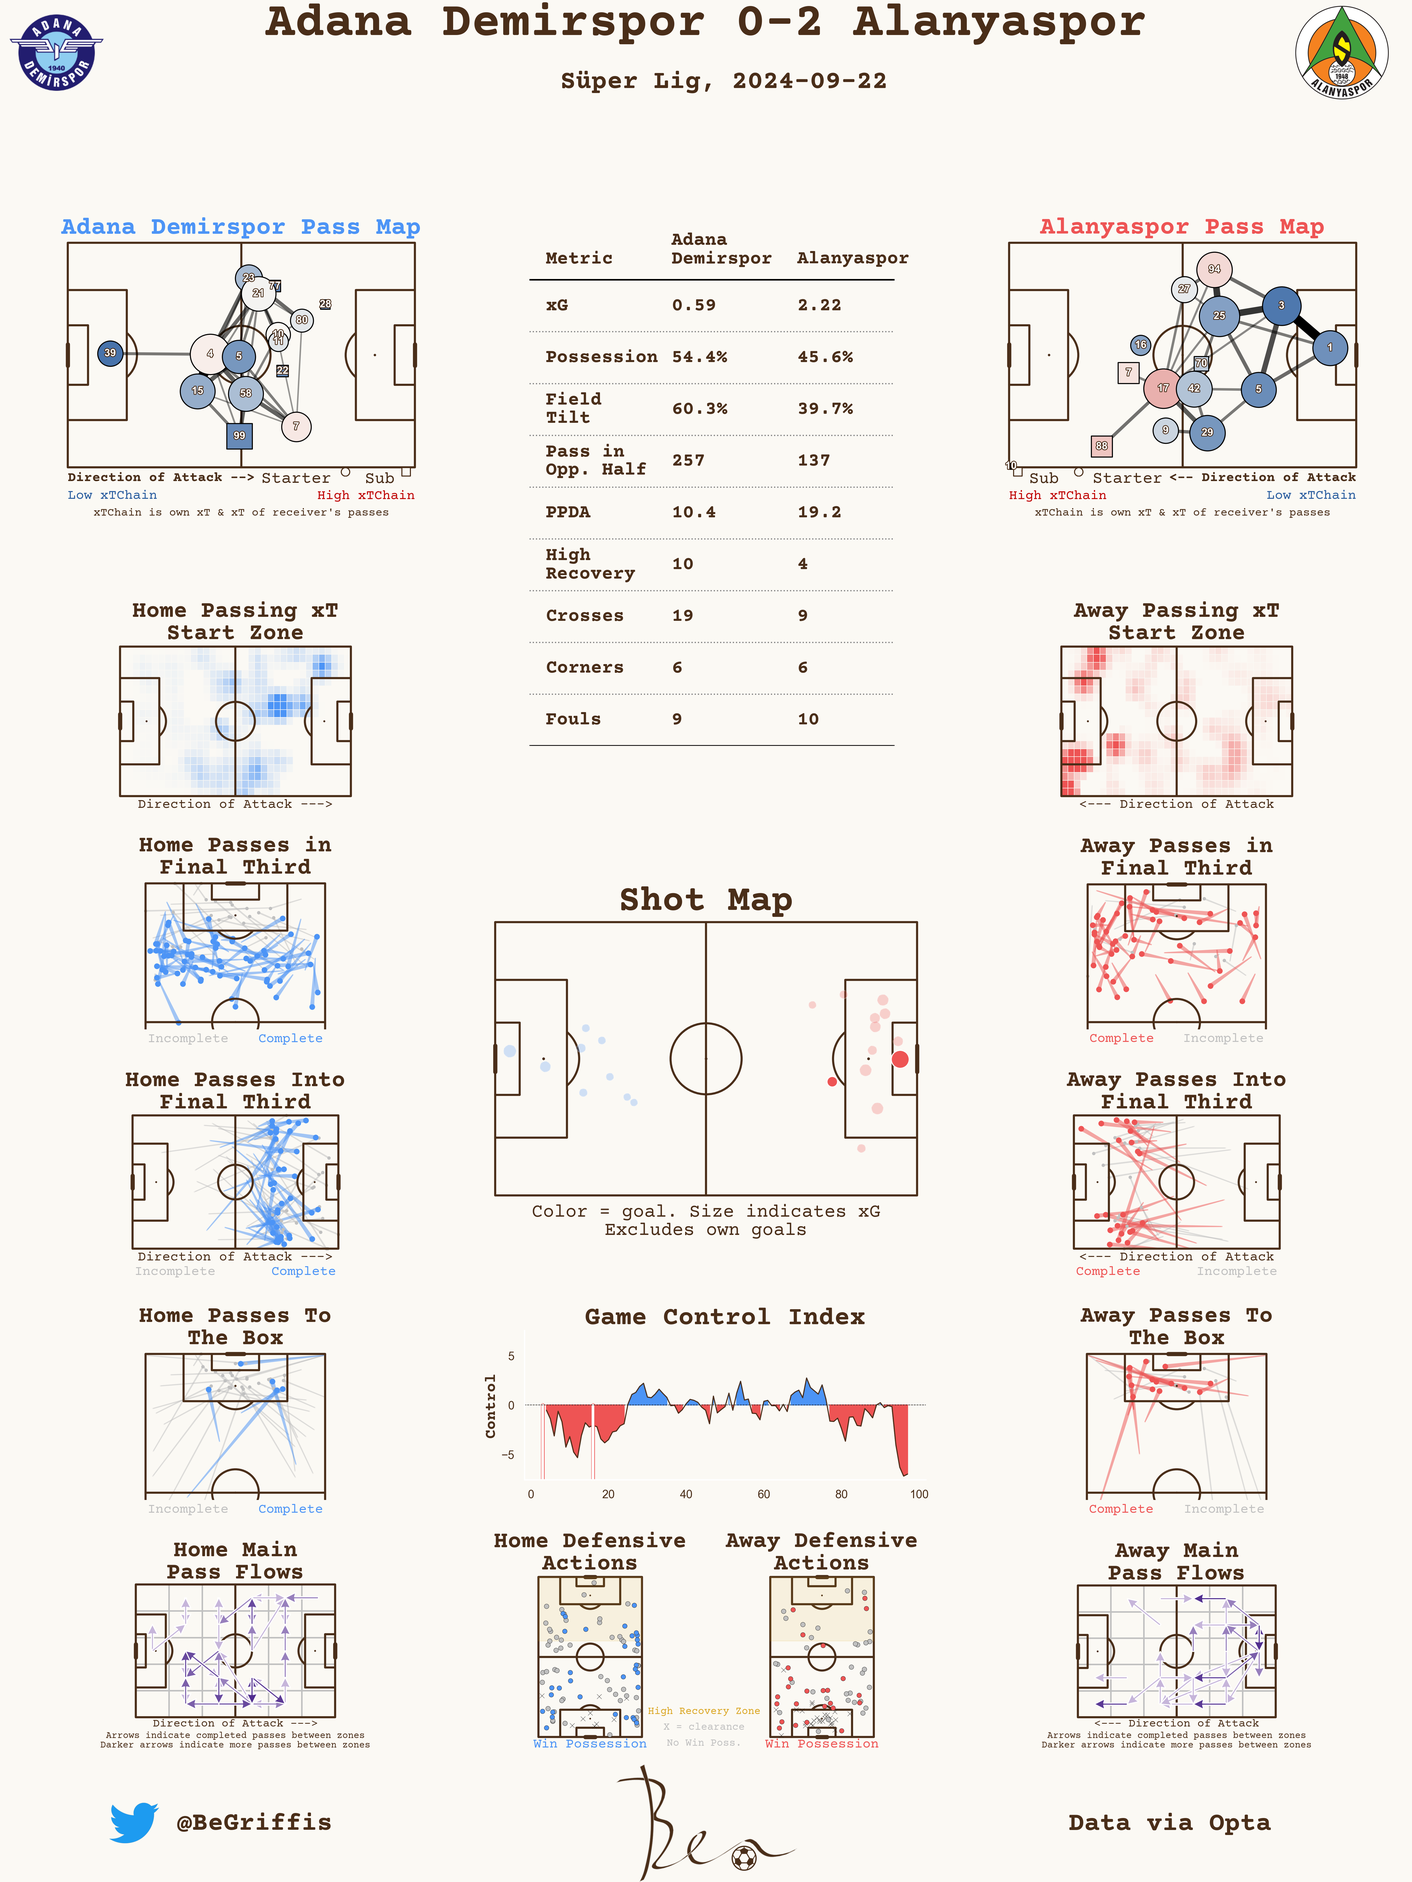 Adana Demirspor 0-2 Alanyaspor
Süper Lig, 2024-09-22
ADANA
1940
DEMİRSPOR
1948
ALANYASPOR
Adana Demirspor Pass Map
39
23
77
21
28
80
10
11
4
5
22
15
58
7
99
Direction of Attack --> Starter Sub
Low xTChain High xTChain
xTChain is own xT & xT of receiver's passes
Metric Adana Demirspor Alanyaspor
xG 0.59 2.22
Possession 54.4% 45.6%
Field Tilt 60.3% 39.7%
Pass in Opp. Half 257 137
PPDA 10.4 19.2
High Recovery 10 4
Crosses 19 9
Corners 6 6
Fouls 9 10
Alanyaspor Pass Map
94
27
3
25
16
1
7
70
17
42
5
9
29
88
10
Sub Starter <-- Direction of Attack
High xTChain Low xTChain
xTChain is own xT & xT of receiver's passes
Home Passing xT
Start Zone
Direction of Attack --->
Away Passing xT
Start Zone
<--- Direction of Attack
Home Passes in
Final Third
Incomplete Complete
Away Passes in
Final Third
Complete Incomplete
Shot Map
Color = goal. Size indicates xG
Excludes own goals
Home Passes Into
Final Third
Direction of Attack --->
Incomplete Complete
Away Passes Into
Final Third
<--- Direction of Attack
Complete Incomplete
Home Passes To
The Box
Incomplete Complete
Game Control Index
Control
5
0
−5
0 20 40 60 80 100
Away Passes To
The Box
Complete Incomplete
Home Main
Pass Flows
Direction of Attack --->
Arrows indicate completed passes between zones
Darker arrows indicate more passes between zones
Home Defensive
Actions
Win Possession
Away Defensive
Actions
Win Possession
High Recovery Zone
X = clearance
No Win Poss.
Away Main
Pass Flows
<--- Direction of Attack
Arrows indicate completed passes between zones
Darker arrows indicate more passes between zones
@BeGriffis
Ben
Data via Opta